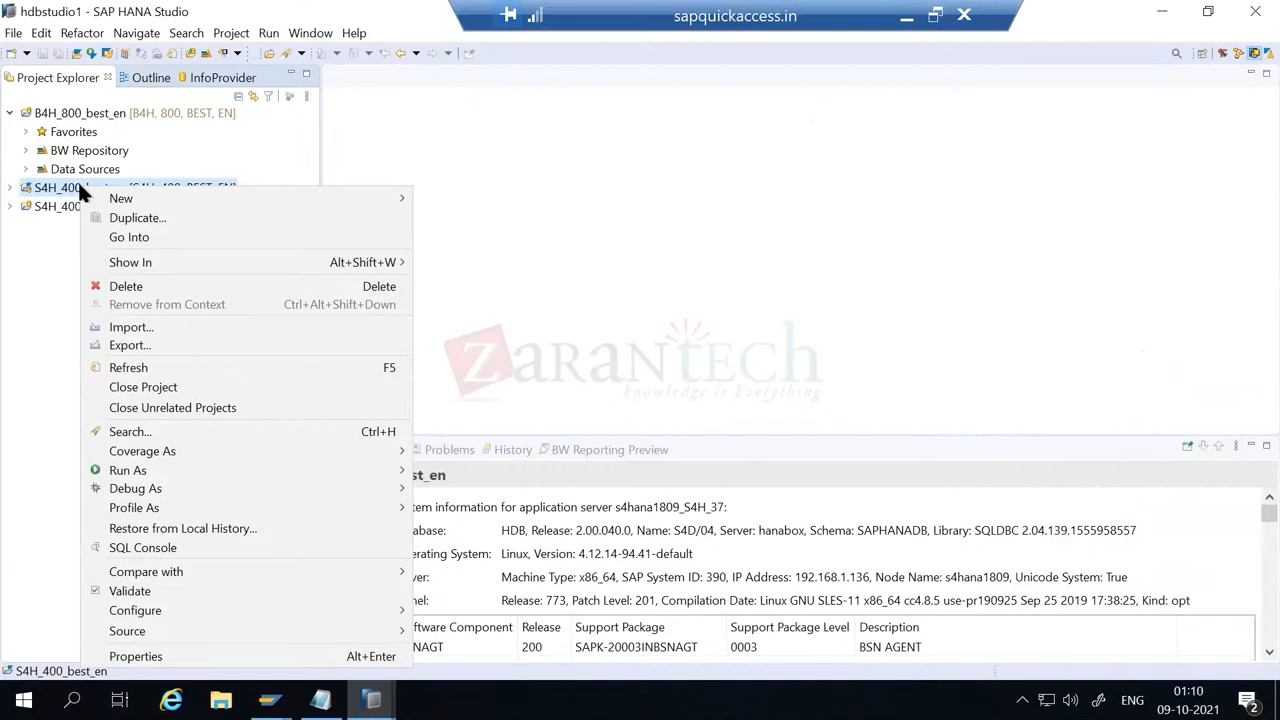 hdbstudio1 - SAP HANA Studio
sapquickaccess.in
File Edit Refactor Navigate Search Project Run Window Help
Project Explorer Outline InfoProvider
B4H_800_best_en [B4H, 800, BEST, EN]
Favorites
BW Repository
Data Sources
S4H_400_best_en [S4H, 400, BEST, EN]
S4H_400
New
Duplicate...
Go Into
Show In Alt+Shift+W
Delete Delete
Remove from Context Ctrl+Alt+Shift+Down
Import...
Export...
Refresh F5
Close Project
Close Unrelated Projects
Search... Ctrl+H
Coverage As
Run As
Debug As
Profile As
Restore from Local History...
SQL Console
Compare with
Validate
Configure
Source
Properties Alt+Enter
zarantech
knowledge is Everything
Problems History BW Reporting Preview
st_en
tem information for application server s4hana1809_S4H_37:
tabase: HDB, Release: 2.00.040.0, Name: S4D/04, Server: hanabox, Schema: SAPHANADB, Library: SQLDBC 2.04.139.1555958557
erating System: Linux, Version: 4.12.14-94.41-default
rver: Machine Type: x86_64, SAP System ID: 390, IP Address: 192.168.1.136, Node Name: s4hana1809, Unicode System: True
nel: Release: 773, Patch Level: 201, Compilation Date: Linux GNU SLES-11 x86_64 cc4.8.5 use-pr190925 Sep 25 2019 17:38:25, Kind: opt
ftware Component Release Support Package Support Package Level Description
NAGT 200 SAPK-20003INBSNAGT 0003 BSN AGENT
S4H_400_best_en
ENG
01:10
09-10-2021
2